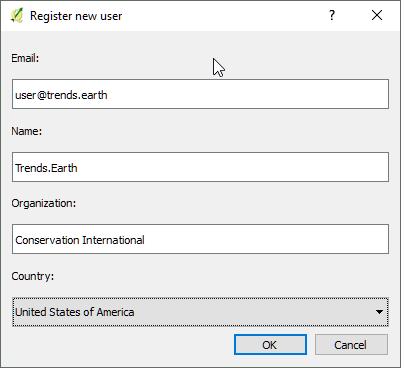 Register new user
?
Email:
user@trends.earth
Name:
Trends.Earth
Organization:
Conservation International
Country:
United States of America
OK
Cancel